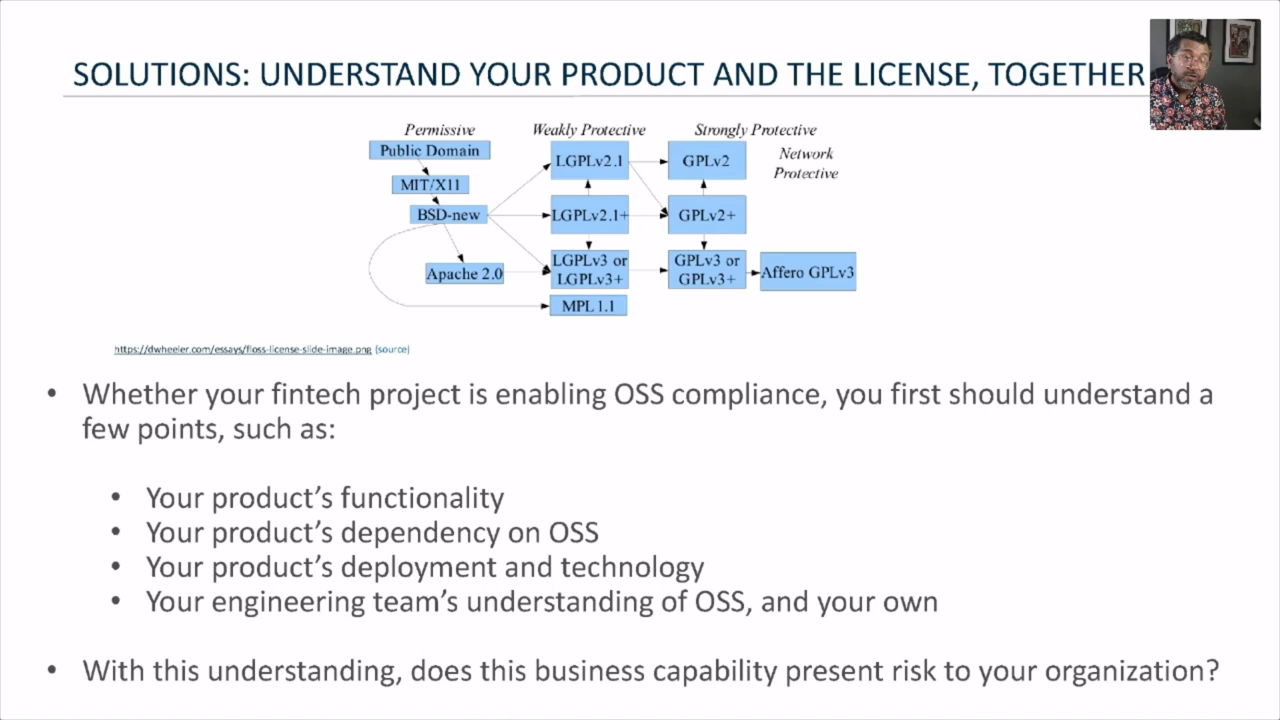 SOLUTIONS: UNDERSTAND YOUR PRODUCT AND THE LICENSE, TOGETHER
Permissive
Weakly Protective
Strongly Protective
Public Domain
LGPLv2.1
GPLv2
Network
Protective
MIT/X11
BSD-new
LGPLv2.1+
GPLv2+
Apache 2.0
LGPLv3 or
LGPLv3+
GPLv3 or
GPLv3+
Affero GPLv3
MPL 1.1
https://dwheeler.com/essays/floss-license-slide-image.png (source)
• Whether your fintech project is enabling OSS compliance, you first should understand a
few points, such as:
• Your product’s functionality
• Your product’s dependency on OSS
• Your product’s deployment and technology
• Your engineering team’s understanding of OSS, and your own
• With this understanding, does this business capability present risk to your organization?